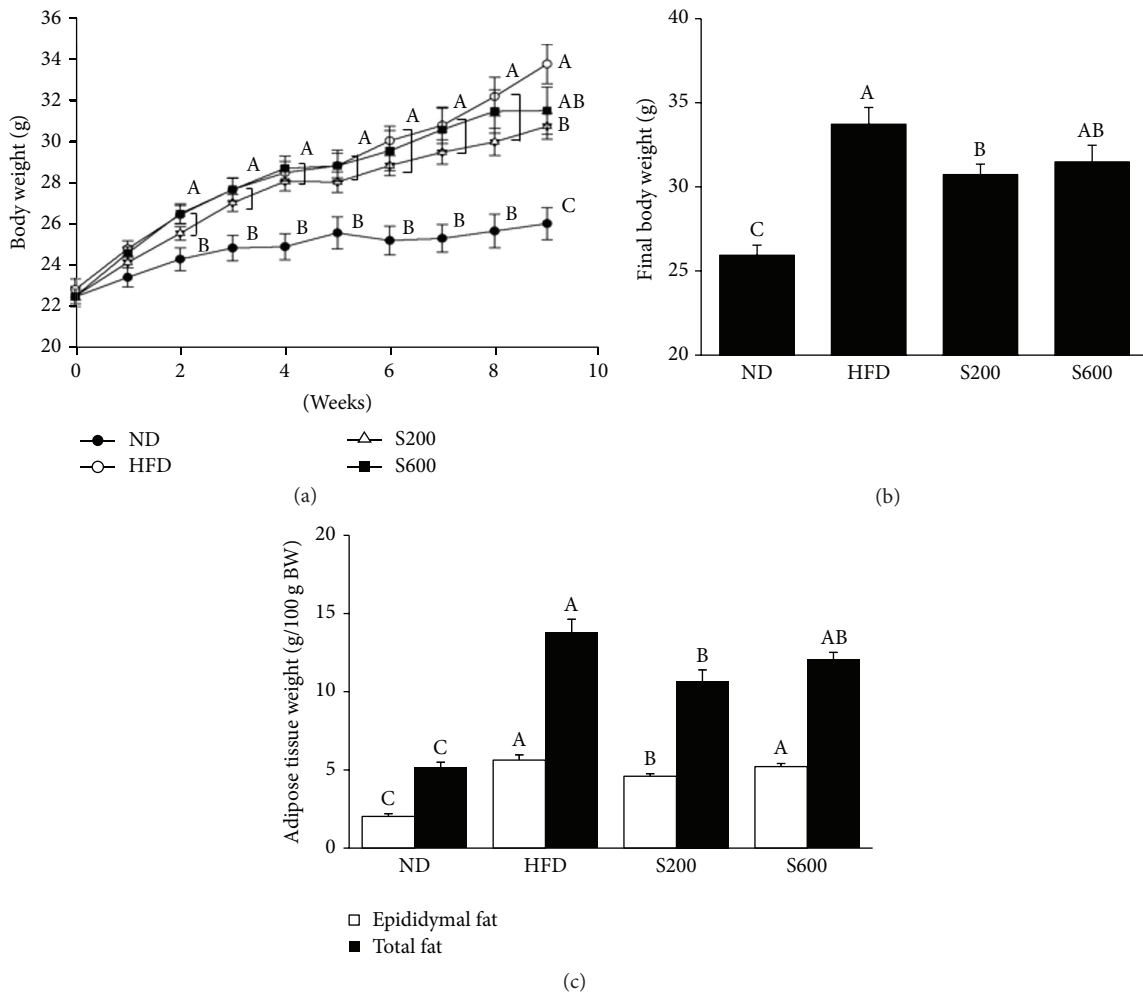 36
34
32
30
28
26
24
22
20
Body weight (g)
A
A
A
A
A
A
A
A
AB
B
B
B
B
B
B
B
B
C
0
2
4
6
8
10
(Weeks)
ND
HFD
S200
S600
(a)
40
35
30
25
20
Final body weight (g)
C
A
B
AB
ND
HFD
S200
S600
(b)
20
15
10
5
0
Adipose tissue weight (g/100 g BW)
C
C
A
A
B
B
A
AB
ND
HFD
S200
S600
Epididymal fat
Total fat
(c)